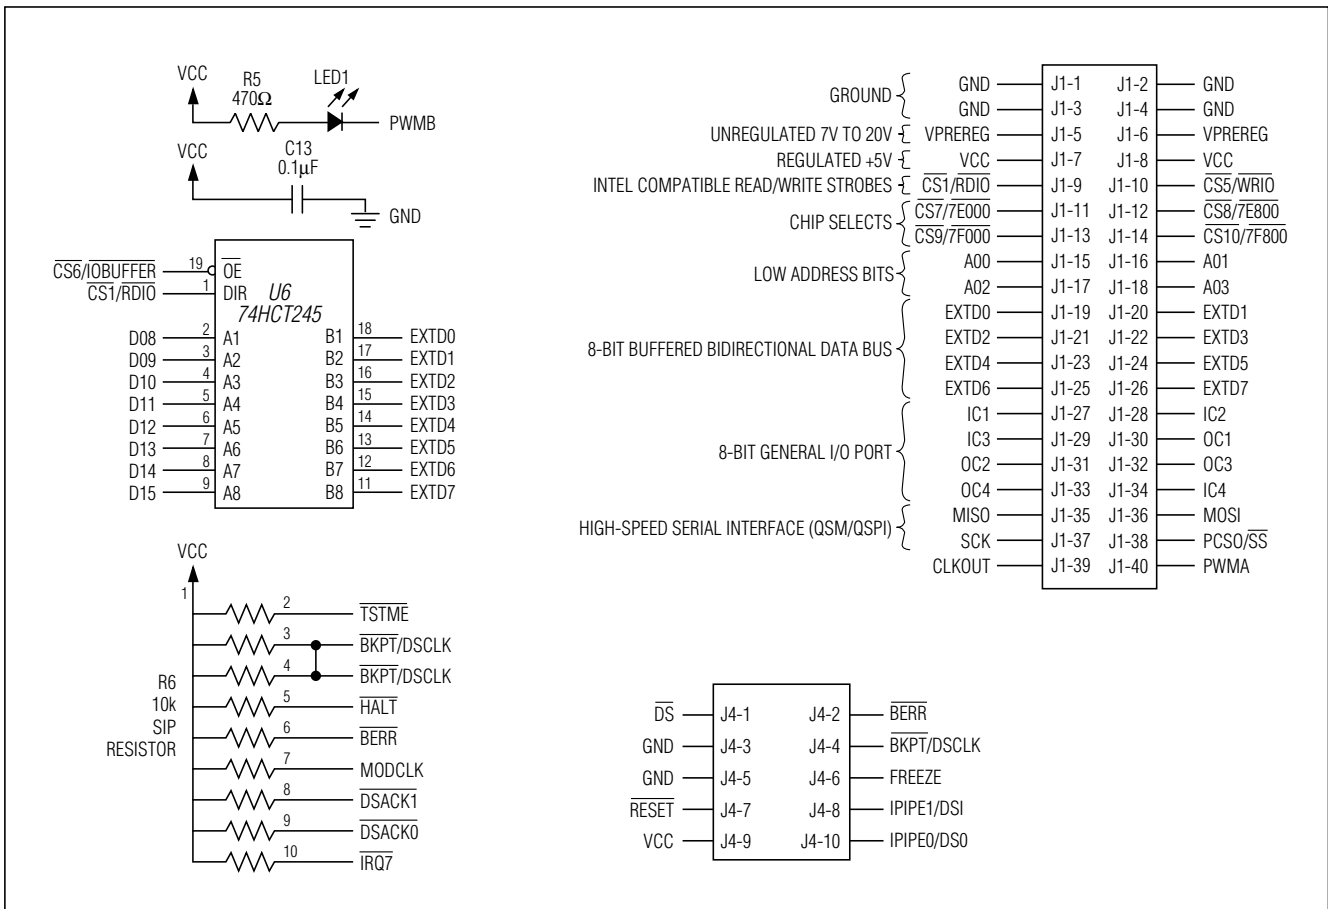 VCC
R5
470Ω
LED1
PWMB
VCC
C13
0.1µF
GND
CS6/IOBUFFER 19 OE
CS1/RDIO 1 DIR
U6
74HCT245
D08 2 A1 B1 18 EXTD0
D09 3 A2 B2 17 EXTD1
D10 4 A3 B3 16 EXTD2
D11 5 A4 B4 15 EXTD3
D12 6 A5 B5 14 EXTD4
D13 7 A6 B6 13 EXTD5
D14 8 A7 B7 12 EXTD6
D15 9 A8 B8 11 EXTD7
VCC
1
2 TSTME
3 BKPT/DSCLK
4 BKPT/DSCLK
5 HALT
6 BERR
7 MODCLK
8 DSACK1
9 DSACK0
10 IRQ7
R6
10k
SIP
RESISTOR
GROUND
UNREGULATED 7V TO 20V
REGULATED +5V
INTEL COMPATIBLE READ/WRITE STROBES
CHIP SELECTS
LOW ADDRESS BITS
8-BIT BUFFERED BIDIRECTIONAL DATA BUS
8-BIT GENERAL I/O PORT
HIGH-SPEED SERIAL INTERFACE (QSM/QSPI)
GND J1-1 J1-2 GND
GND J1-3 J1-4 GND
VPREREG J1-5 J1-6 VPREREG
VCC J1-7 J1-8 VCC
CS1/RDIO J1-9 J1-10 CS5/WRIO
CS7/7E000 J1-11 J1-12 CS8/7E800
CS9/7F000 J1-13 J1-14 CS10/7F800
A00 J1-15 J1-16 A01
A02 J1-17 J1-18 A03
EXTD0 J1-19 J1-20 EXTD1
EXTD2 J1-21 J1-22 EXTD3
EXTD4 J1-23 J1-24 EXTD5
EXTD6 J1-25 J1-26 EXTD7
IC1 J1-27 J1-28 IC2
IC3 J1-29 J1-30 OC1
OC2 J1-31 J1-32 OC3
OC4 J1-33 J1-34 IC4
MISO J1-35 J1-36 MOSI
SCK J1-37 J1-38 PCSO/SS
CLKOUT J1-39 J1-40 PWMA
DS J4-1 J4-2 BERR
GND J4-3 J4-4 BKPT/DSCLK
GND J4-5 J4-6 FREEZE
RESET J4-7 J4-8 IPIPE1/DSI
VCC J4-9 J4-10 IPIPE0/DS0